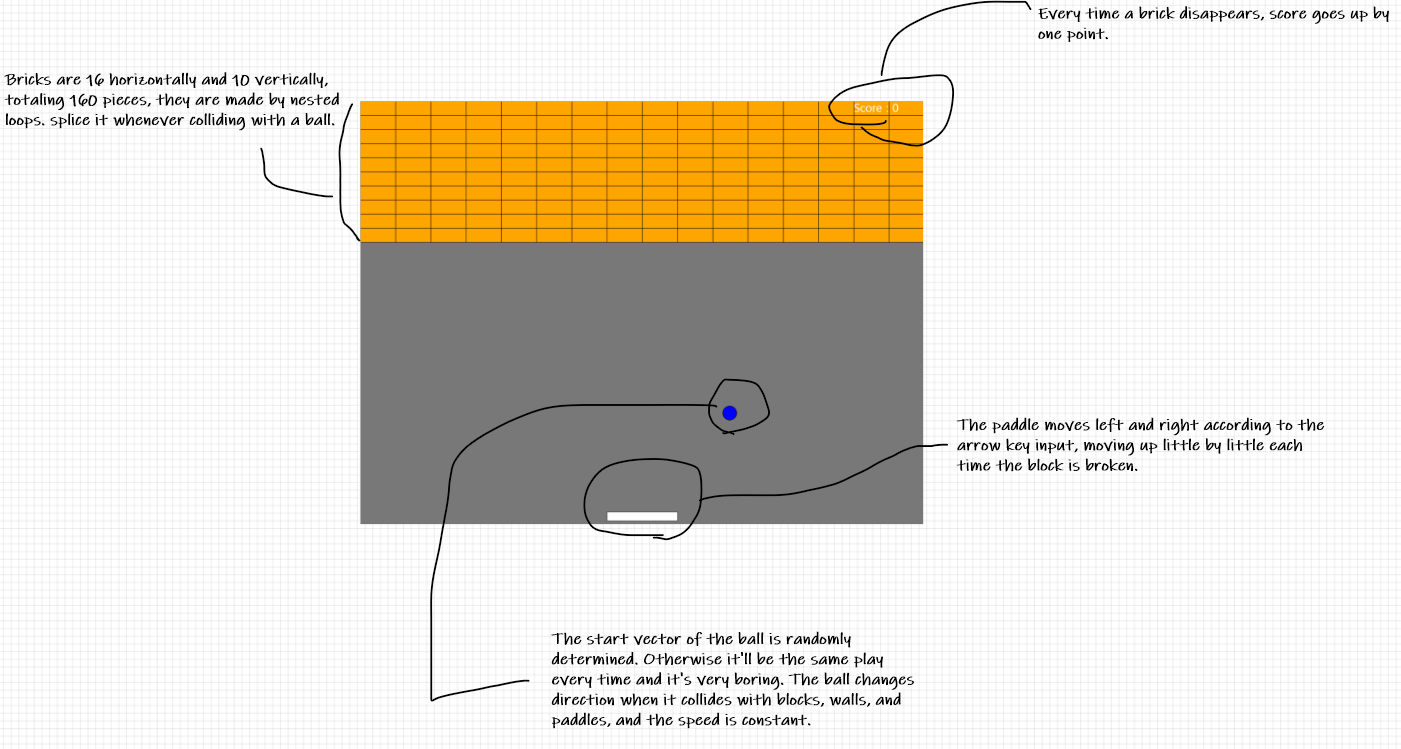 Every time a brick disappears, score goes up by
one point.
Bricks are 16 horizontally and 10 vertically,
totaling 160 pieces, they are made by nested
loops. splice it whenever colliding with a ball.
Score : 0
The paddle moves left and right according to the
arrow key input, moving up little by little each
time the block is broken.
The start vector of the ball is randomly
determined. Otherwise it'll be the same play
every time and it's very boring. The ball changes
direction when it collides with blocks, walls, and
paddles, and the speed is constant.